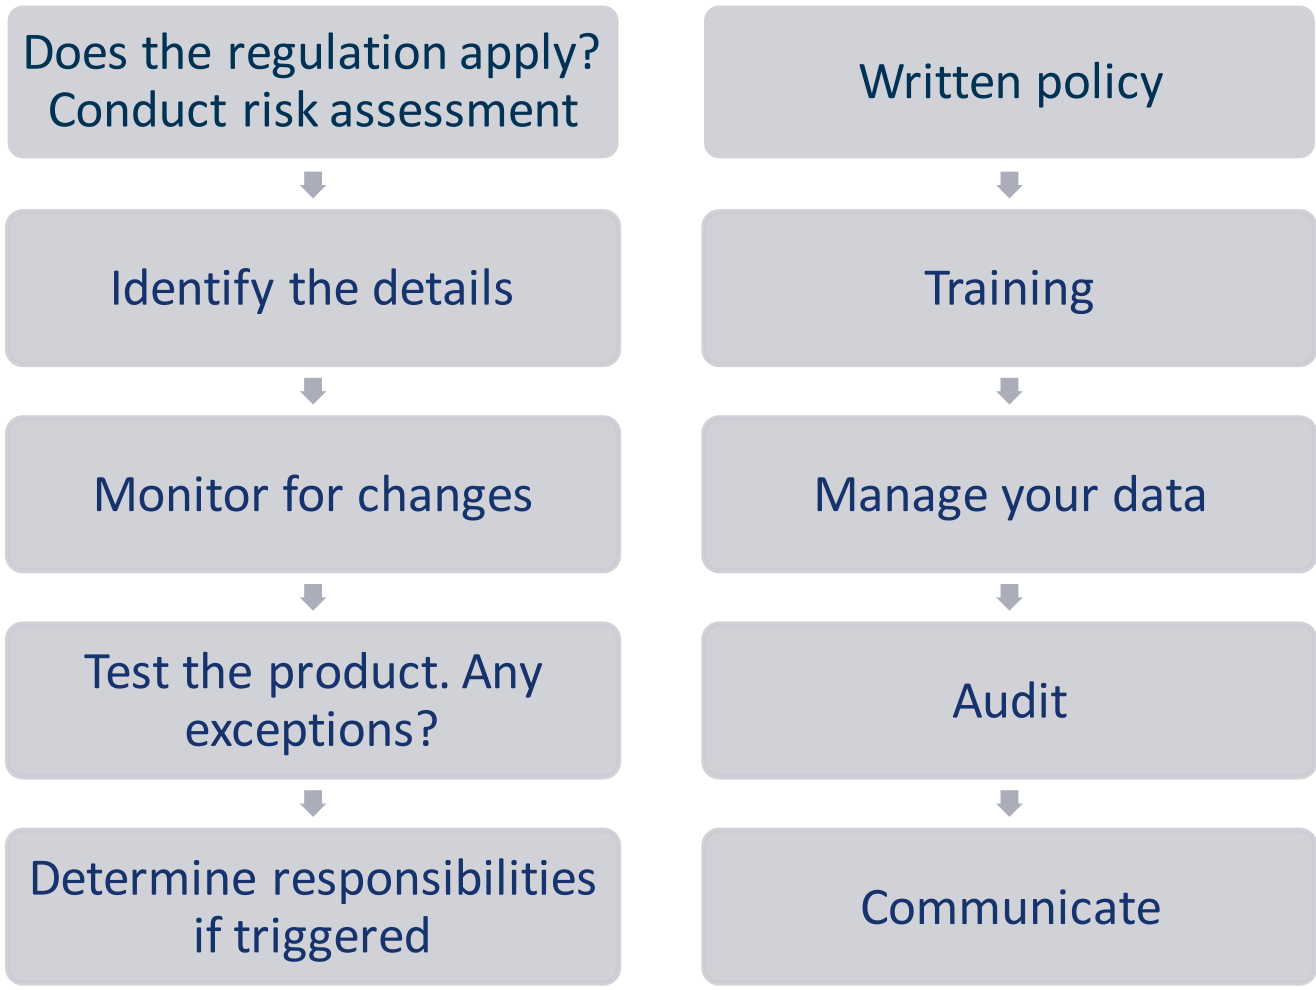 Does the regulation apply?
Conduct risk assessment
Identify the details
Monitor for changes
Test the product. Any
exceptions?
Determine responsibilities
if triggered
Written policy
Training
Manage your data
Audit
Communicate